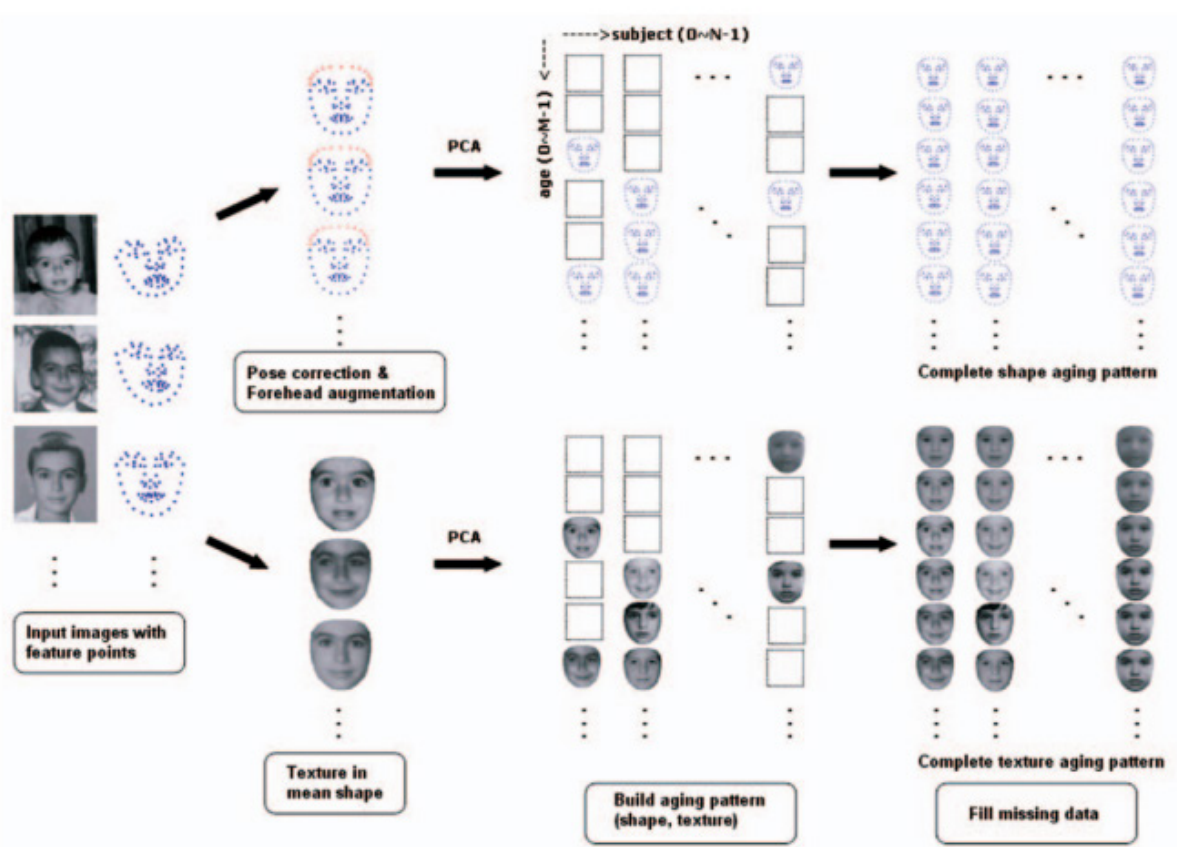 ---->subject (0~N-1)
age (0~M-1) <----
PCA
Pose correction &
Forehead augmentation
Complete shape aging pattern
PCA
Input images with
feature points
Texture in
mean shape
Complete texture aging pattern
Build aging pattern
(shape, texture)
Fill missing data